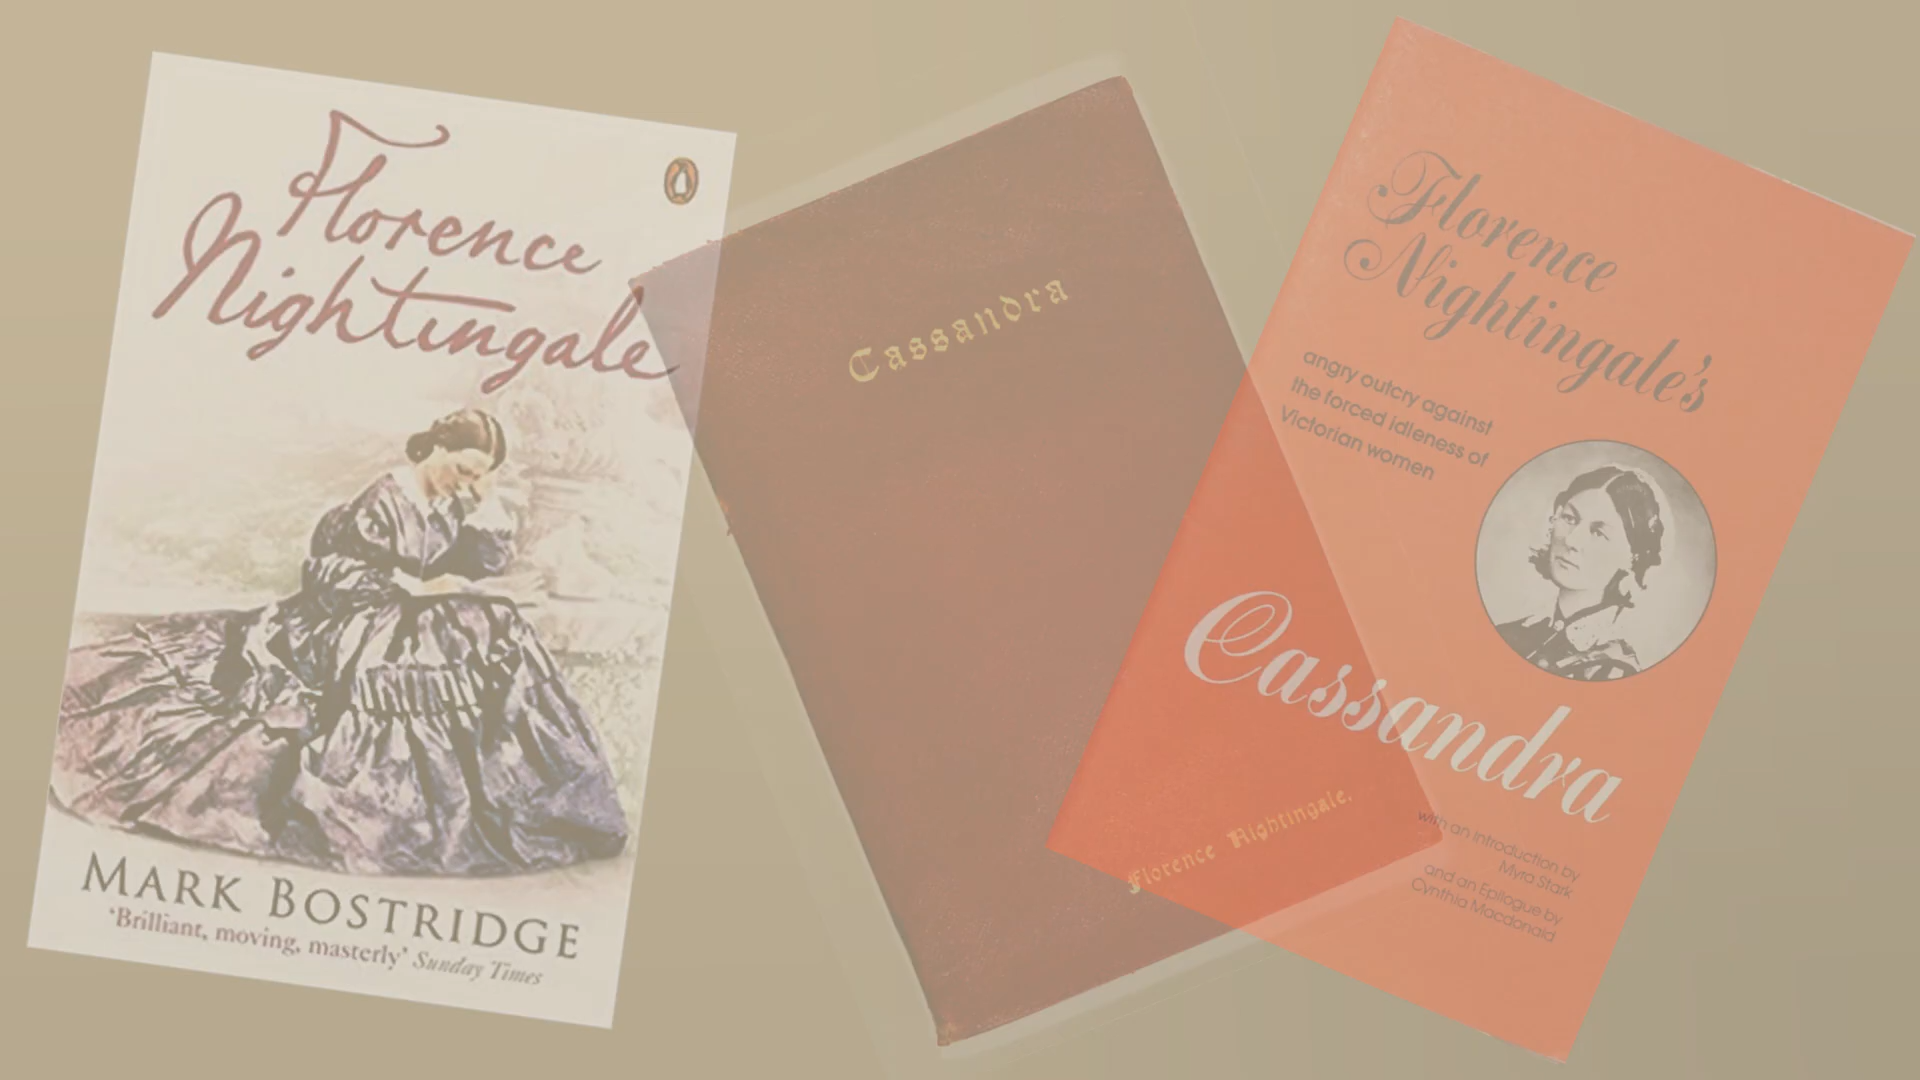 Florence
Nightingale
MARK BOSTRIDGE
‘Brilliant, moving, masterly’ Sunday Times
Cassandra
Florence Nightingale.
Florence
Nightingale's
angry outcry against
the forced idleness of
Victorian women
Cassandra
with an Introduction by
Myra Stark
and an Epilogue by
Cynthia Macdonald